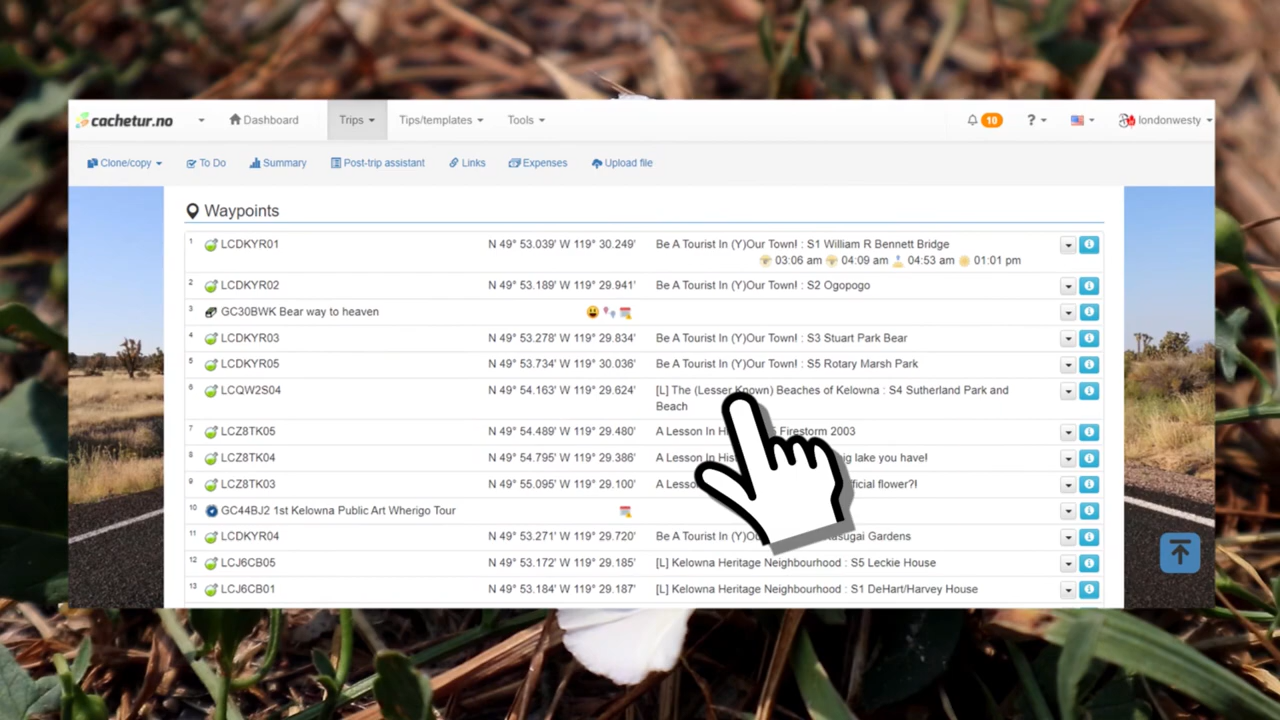 cachetur.no Dashboard Trips Tips/templates Tools 10 ? londonwesty
Clone/copy To Do Summary Post-trip assistant Links Expenses Upload file
Waypoints
1 LCDKYR01 N 49° 53.039' W 119° 30.249' Be A Tourist In (Y)Our Town! : S1 William R Bennett Bridge
03:06 am 04:09 am 04:53 am 01:01 pm
2 LCDKYR02 N 49° 53.189' W 119° 29.941' Be A Tourist In (Y)Our Town! : S2 Ogopogo
3 GC30BWK Bear way to heaven
4 LCDKYR03 N 49° 53.278' W 119° 29.834' Be A Tourist In (Y)Our Town! : S3 Stuart Park Bear
5 LCDKYR05 N 49° 53.734' W 119° 30.036' Be A Tourist In (Y)Our Town! : S5 Rotary Marsh Park
6 LCQW2S04 N 49° 54.163' W 119° 29.624' [L] The (Lesser Known) Beaches of Kelowna : S4 Sutherland Park and
Beach
7 LCZ8TK05 N 49° 54.489' W 119° 29.480' A Lesson In Firestorm 2003
8 LCZ8TK04 N 49° 54.795' W 119° 29.386' A Lesson In lake you have!
9 LCZ8TK03 N 49° 55.095' W 119° 29.100' A flower?!
10 GC44BJ2 1st Kelowna Public Art Wherigo Tour
11 LCDKYR04 N 49° 53.271' W 119° 29.720' Be A Tourist In Gardens
12 LCJ6CB05 N 49° 53.172' W 119° 29.185' [L] Kelowna Heritage Neighbourhood : S5 Leckie House
13 LCJ6CB01 N 49° 53.184' W 119° 29.187' [L] Kelowna Heritage Neighbourhood : S1 DeHart/Harvey House